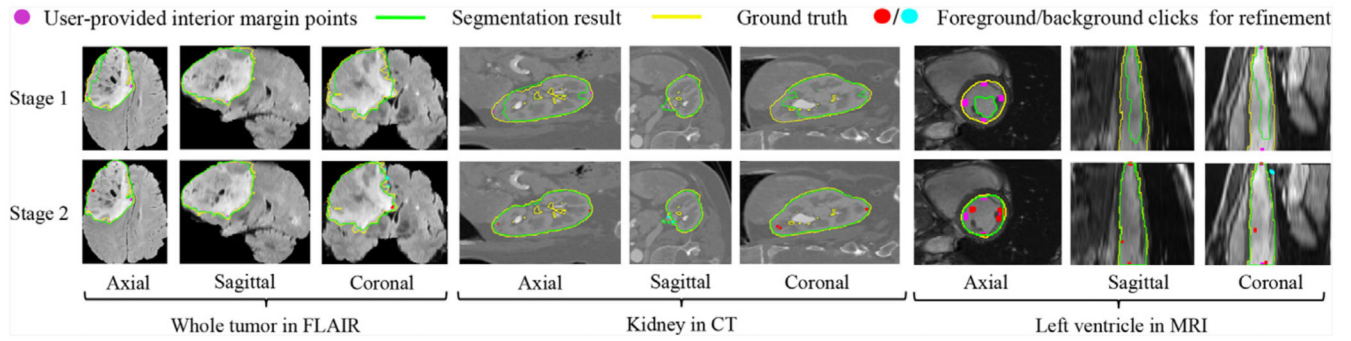 User-provided interior margin points Segmentation result Ground truth / Foreground/background clicks for refinement
Stage 1
Stage 2
Axial Sagittal Coronal Axial Sagittal Coronal Axial Sagittal Coronal
Whole tumor in FLAIR Kidney in CT Left ventricle in MRI